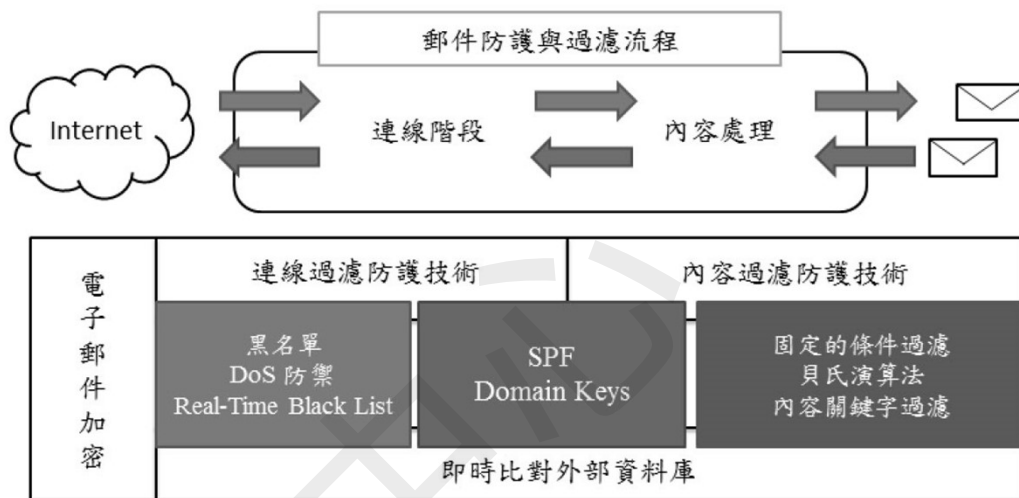 郵件防護與過濾流程
Internet
連線階段
內容處理
電子郵件加密
連線過濾防護技術
內容過濾防護技術
黑名單
DoS 防禦
Real-Time Black List
SPF
Domain Keys
固定的條件過濾
貝氏演算法
內容關鍵字過濾
即時比對外部資料庫